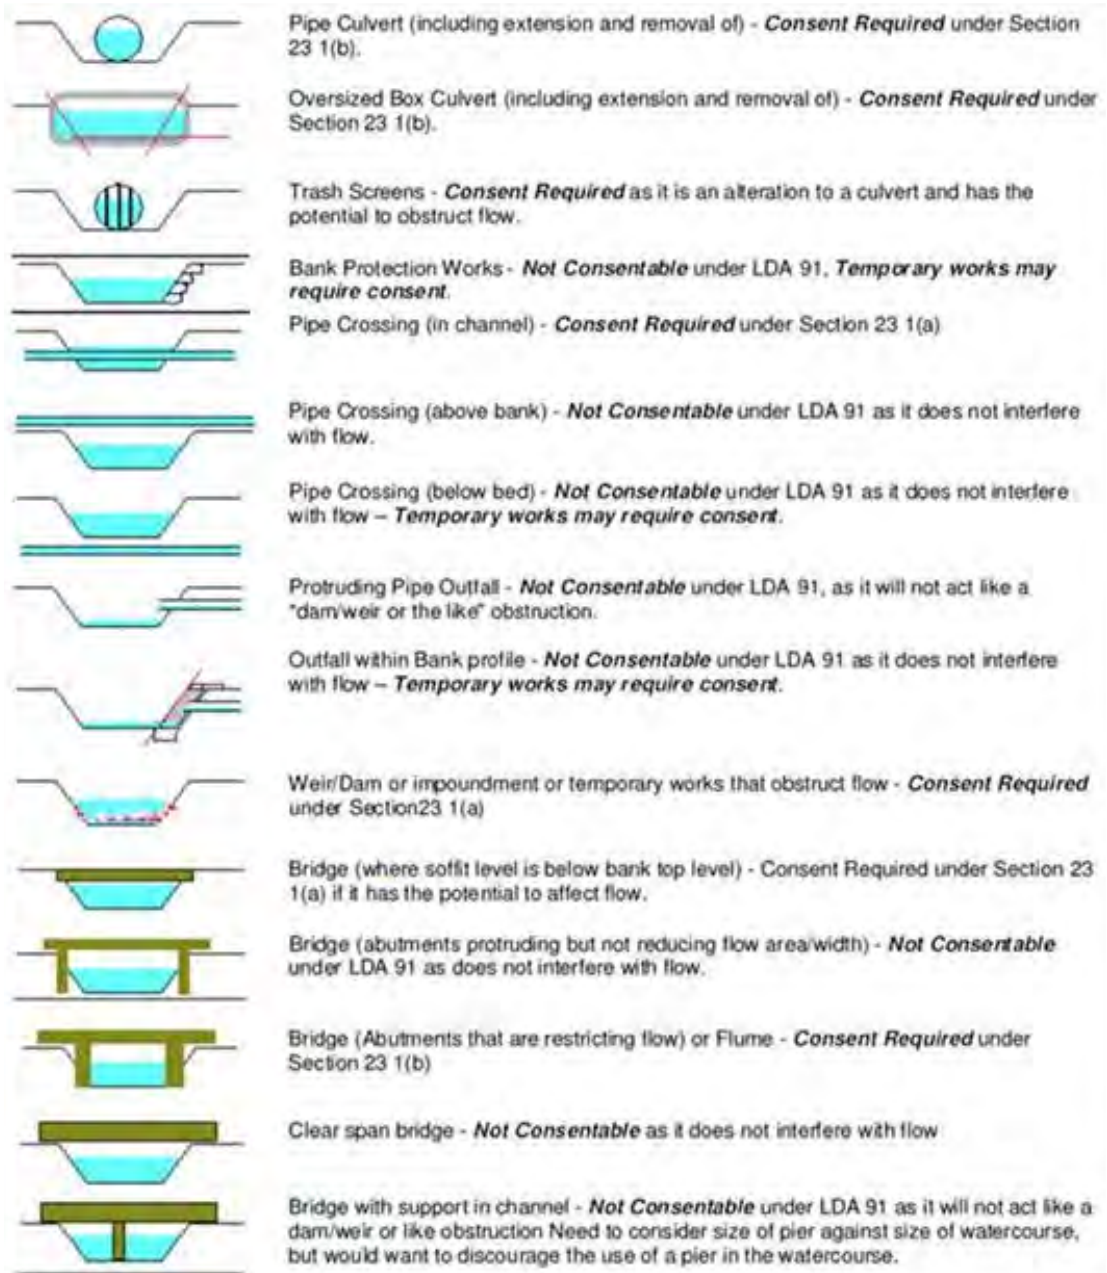 Pipe Culvert (including extension and removal of) - Consent Required under Section
23 1(b).
Oversized Box Culvert (including extension and removal of) - Consent Required under
Section 23 1(b).
Trash Screens - Consent Required as it is an alteration to a culvert and has the
potential to obstruct flow.
Bank Protection Works - Not Consentable under LDA 91, Temporary works may
require consent.
Pipe Crossing (in channel) - Consent Required under Section 23 1(a)
Pipe Crossing (above bank) - Not Consentable under LDA 91 as it does not interfere
with flow.
Pipe Crossing (below bed) - Not Consentable under LDA 91 as it does not interfere
with flow – Temporary works may require consent.
Protruding Pipe Outfall - Not Consentable under LDA 91, as it will not act like a
"dam/weir or the like" obstruction.
Outfall within Bank profile - Not Consentable under LDA 91 as it does not interfere
with flow – Temporary works may require consent.
Weir/Dam or impoundment or temporary works that obstruct flow - Consent Required
under Section23 1(a)
Bridge (where soffit level is below bank top level) - Consent Required under Section 23
1(a) if it has the potential to affect flow.
Bridge (abutments protruding but not reducing flow area/width) - Not Consentable
under LDA 91 as does not interfere with flow.
Bridge (Abutments that are restricting flow) or Flume - Consent Required under
Section 23 1(b)
Clear span bridge - Not Consentable as it does not interfere with flow
Bridge with support in channel - Not Consentable under LDA 91 as it will not act like a
dam/weir or like obstruction Need to consider size of pier against size of watercourse,
but would want to discourage the use of a pier in the watercourse.